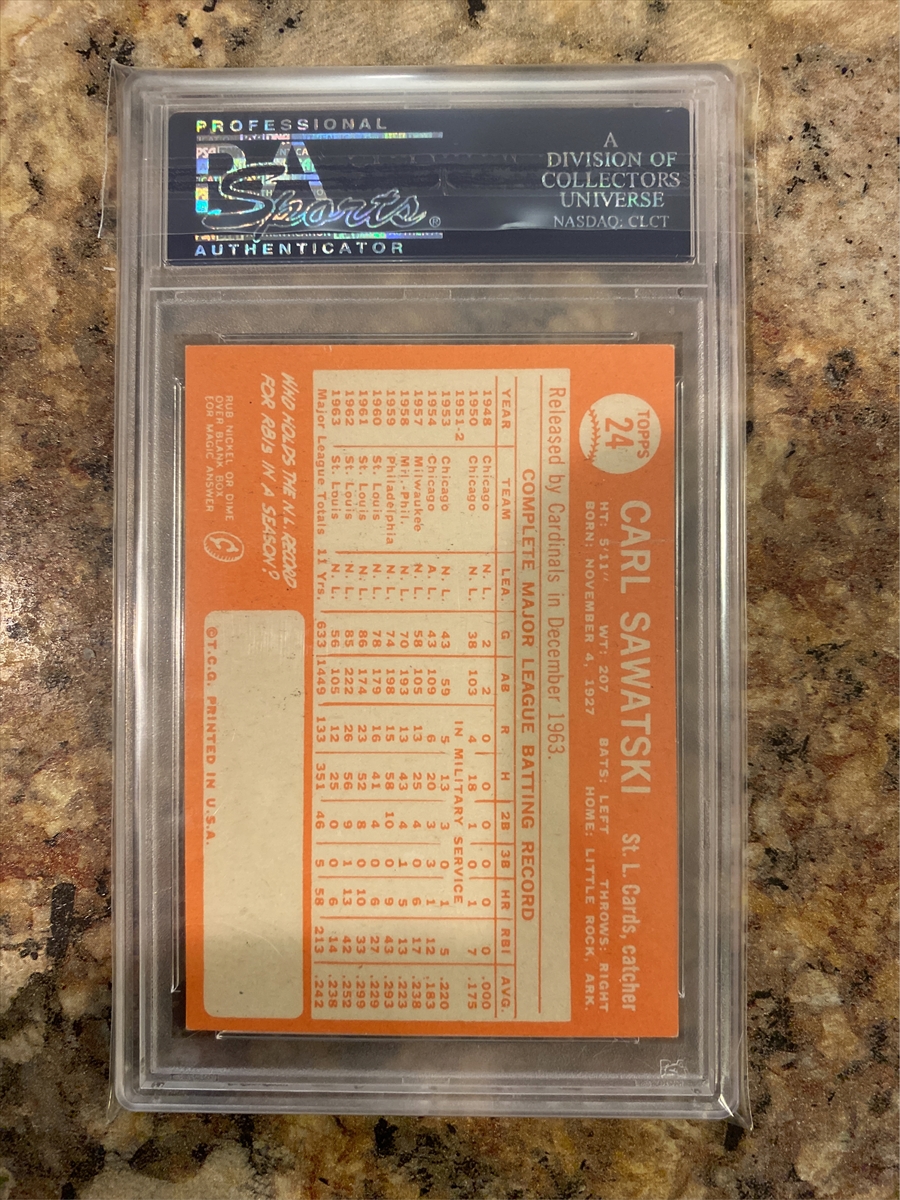 PROFESSIONAL
PSA
Sports®
AUTHENTICATOR
A
DIVISION OF
COLLECTORS
UNIVERSE
NASDAQ: CLCT
TOPPS
24
CARL SAWATSKI St. L. Cards, catcher
HT: 5'11" WT: 207 BATS: LEFT THROWS: RIGHT
BORN: NOVEMBER 4, 1927 HOME: LITTLE ROCK, ARK.
Released by Cardinals in December 1963.
COMPLETE MAJOR LEAGUE BATTING RECORD
YEAR TEAM LEA. G AB R H 2B 3B HR RBI AVG.
1948 Chicago N. L. 2 2 0 0 0 0 0 0 .000
1950 Chicago N. L. 38 103 4 18 1 0 1 7 .175
1951-2 IN MILITARY SERVICE
1953 Chicago N. L. 43 59 5 13 3 0 1 5 .220
1954 Chicago A. L. 43 109 6 20 3 3 1 12 .183
1957 Milwaukee N. L. 58 105 13 25 4 0 6 17 .238
1958 Mil.-Phil. N. L. 70 193 13 43 4 1 5 13 .223
1959 Philadelphia N. L. 74 198 15 58 10 0 9 43 .293
1960 St. Louis N. L. 78 179 16 41 4 0 6 27 .229
1961 St. Louis N. L. 86 174 23 52 8 0 10 33 .299
1962 St. Louis N. L. 85 222 26 56 9 1 13 42 .252
1963 St. Louis N. L. 56 105 12 25 0 0 6 14 .238
Major League Totals 11 Yrs. 633 1449 133 351 46 5 58 213 .242
WHO HOLDS THE N.L. RECORD
FOR RBIs IN A SEASON?
RUB NICKEL OR DIME
OVER BLANK BOX
FOR MAGIC ANSWER
©T.C.G. PRINTED IN U.S.A.